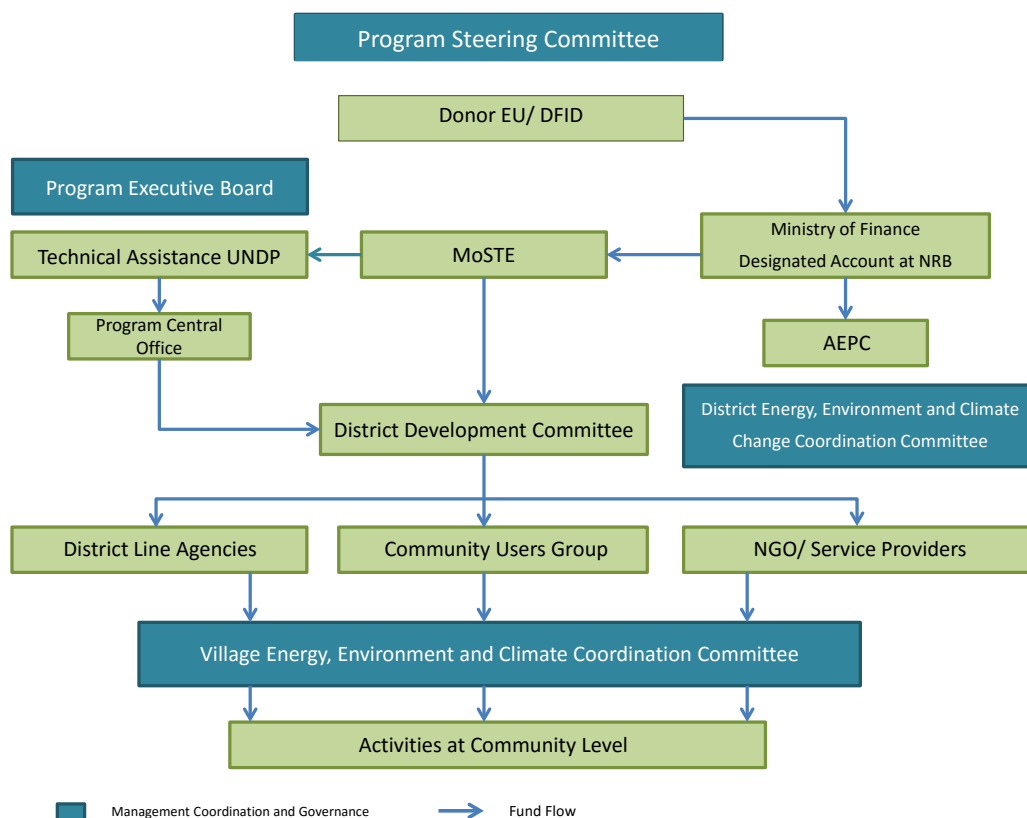 Program Steering Committee
Donor EU/ DFID
Program Executive Board
Technical Assistance UNDP
MoSTE
Ministry of Finance
Designated Account at NRB
Program Central
Office
AEPC
District Development Committee
District Energy, Environment and Climate
Change Coordination Committee
District Line Agencies
Community Users Group
NGO/ Service Providers
Village Energy, Environment and Climate Coordination Committee
Activities at Community Level
Management Coordination and Governance
Fund Flow